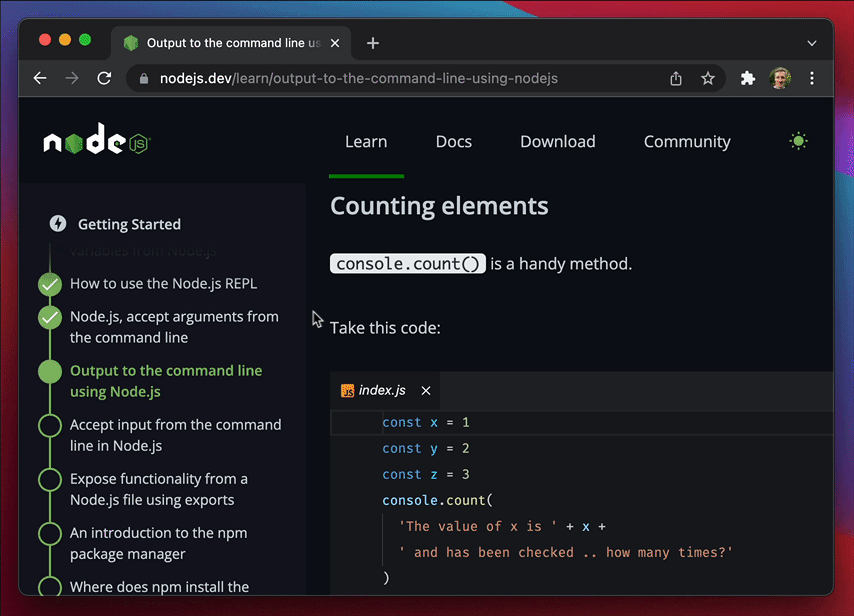 Output to the command line us
nodejs.dev/learn/output-to-the-command-line-using-nodejs
node JS
Learn
Docs
Download
Community
Getting Started
variables from Node.js
How to use the Node.js REPL
Node.js, accept arguments from
the command line
Output to the command line
using Node.js
Accept input from the command
line in Node.js
Expose functionality from a
Node.js file using exports
An introduction to the npm
package manager
Where does npm install the
Counting elements
console.count() is a handy method.
Take this code:
JS index.js
const x = 1
const y = 2
const z = 3
console.count(
'The value of x is ' + x +
' and has been checked .. how many times?'
)